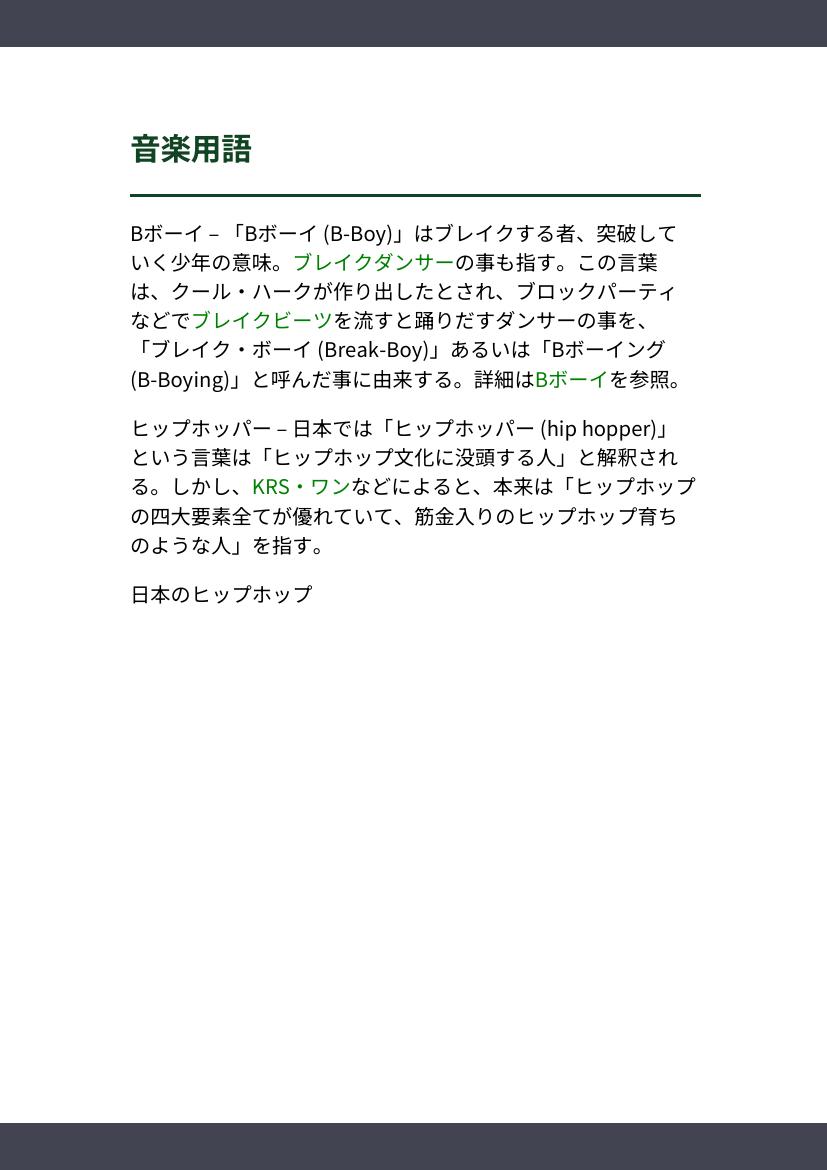 音楽用語
Bボーイ – 「Bボーイ (B-Boy)」はブレイクする者、突破して
いく少年の意味。ブレイクダンサーの事も指す。この言葉
は、クール・ハークが作り出したとされ、ブロックパーティ
などでブレイクビーツを流すと踊りだすダンサーの事を、
「ブレイク・ボーイ (Break-Boy)」あるいは「Bボーイング
(B-Boying)」と呼んだ事に由来する。詳細はBボーイを参照。
ヒップホッパー – 日本では「ヒップホッパー (hip hopper)」
という言葉は「ヒップホップ文化に没頭する人」と解釈され
る。しかし、KRS・ワンなどによると、本来は「ヒップホップ
の四大要素全てが優れていて、筋金入りのヒップホップ育ち
のような人」を指す。
日本のヒップホップ